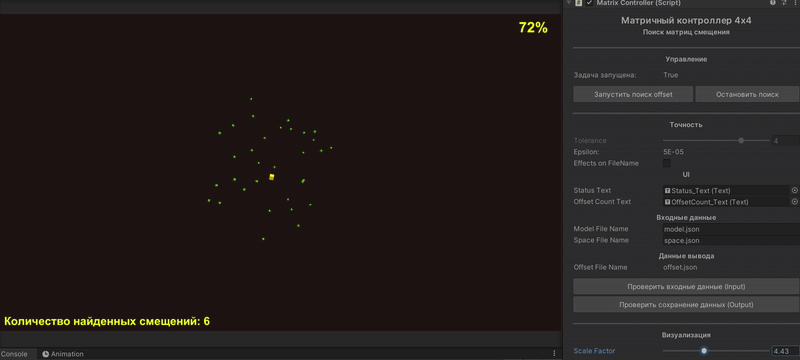 72%
Количество найденных смещений: 6
Console
Animation
Matrix Controller (Script)
Матричный контроллер 4x4
Поиск матриц смещения
Управление
Задача запущена: True
Запустить поиск offset Остановить поиск
Точность
Tolerance 4
Epsilon: 5E-05
Effects on FileName
UI
Status Text Status_Text (Text)
Offset Count Text OffsetCount_Text (Text)
Входные данные
Model File Name model.json
Space File Name space.json
Данные вывода
Offset File Name offset.json
Проверить входные данные (Input)
Проверить сохранение данных (Output)
Визуализация
Scale Factor 4.43